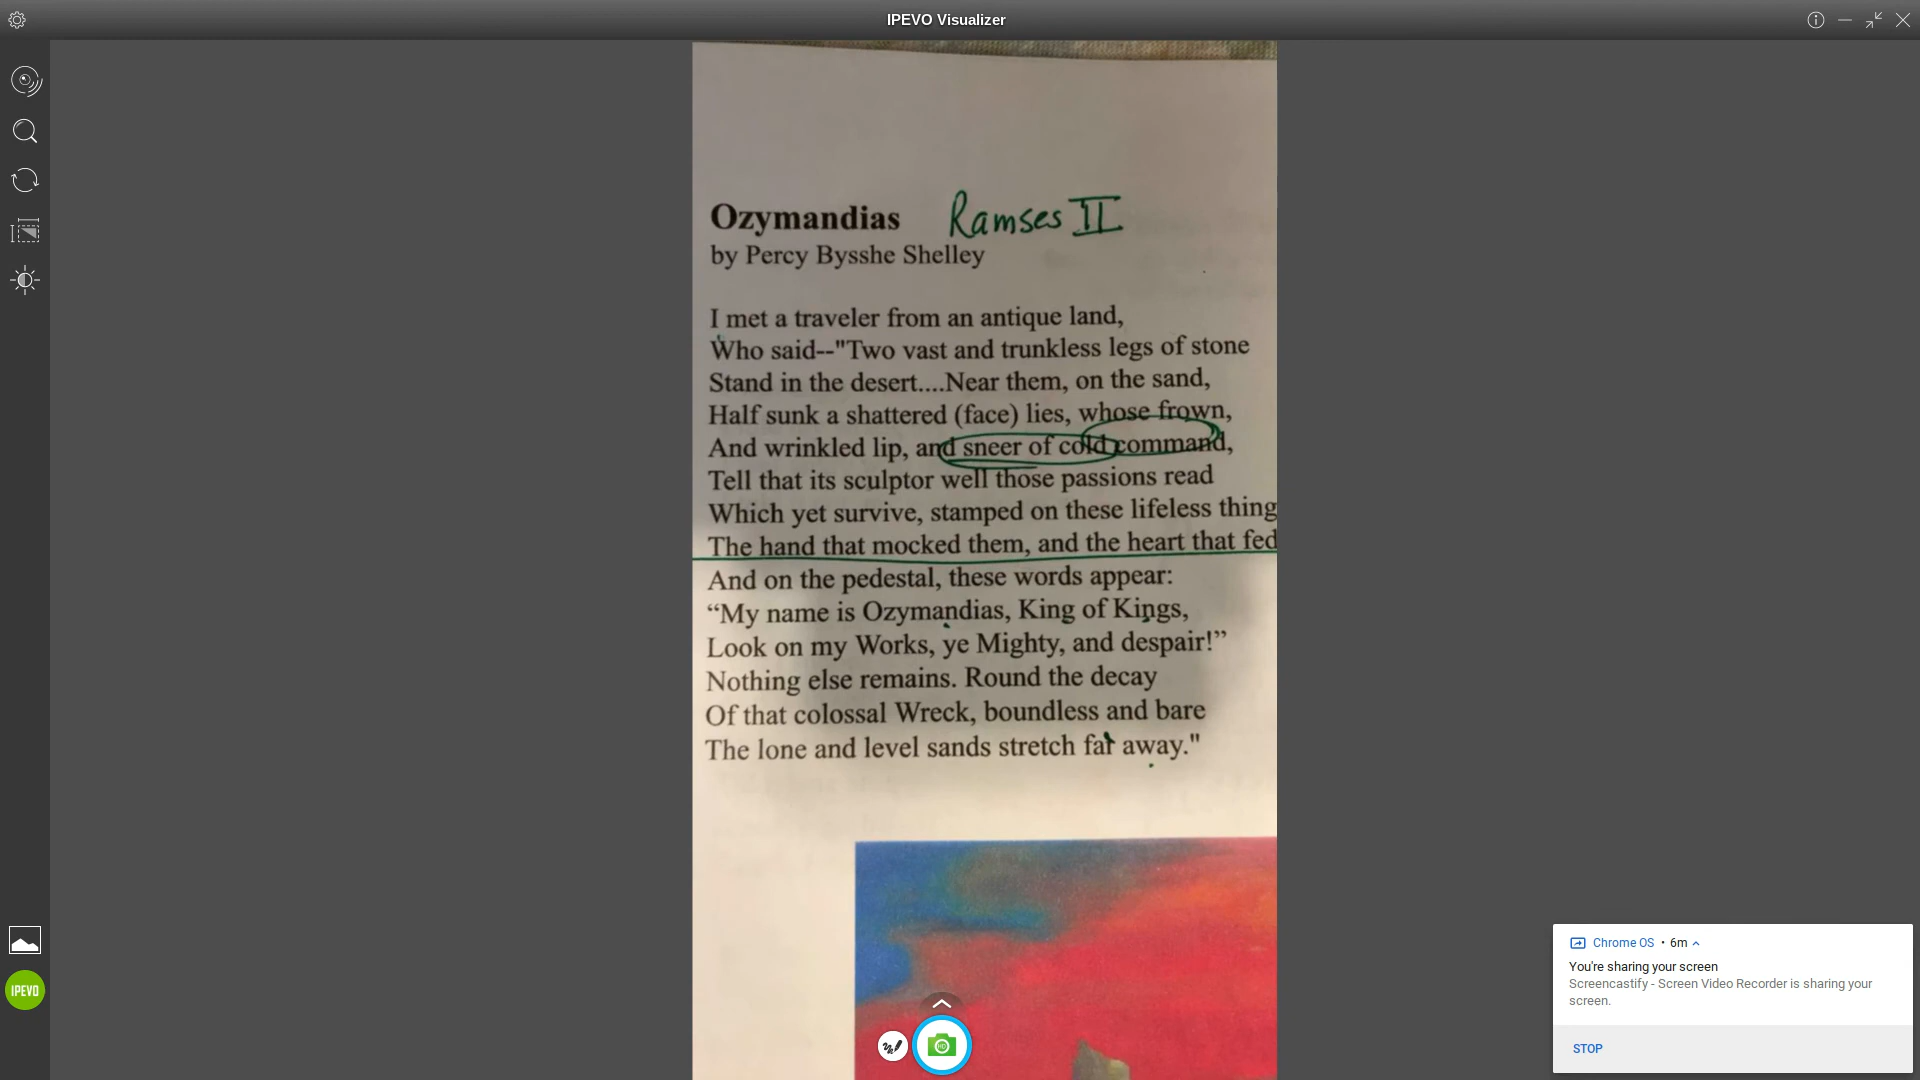 IPEVO Visualizer
Ozymandias Ramses II
by Percy Bysshe Shelley
I met a traveler from an antique land,
Who said--"Two vast and trunkless legs of stone
Stand in the desert....Near them, on the sand,
Half sunk a shattered (face) lies, whose frown,
And wrinkled lip, and sneer of cold command,
Tell that its sculptor well those passions read
Which yet survive, stamped on these lifeless thing
The hand that mocked them, and the heart that fed
And on the pedestal, these words appear:
“My name is Ozymandias, King of Kings,
Look on my Works, ye Mighty, and despair!”
Nothing else remains. Round the decay
Of that colossal Wreck, boundless and bare
The lone and level sands stretch far away."
IPEVO
HD
Chrome OS • 6m
You're sharing your screen
Screencastify - Screen Video Recorder is sharing your
screen.
STOP